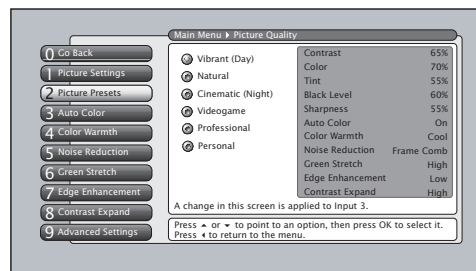 Main Menu ▸ Picture Quality
0 Go Back
1 Picture Settings
2 Picture Presets
3 Auto Color
4 Color Warmth
5 Noise Reduction
6 Green Stretch
7 Edge Enhancement
8 Contrast Expand
9 Advanced Settings
Vibrant (Day)
Natural
Cinematic (Night)
Videogame
Professional
Personal
Contrast 65%
Color 70%
Tint 55%
Black Level 60%
Sharpness 55%
Auto Color On
Color Warmth Cool
Noise Reduction Frame Comb
Green Stretch High
Edge Enhancement Low
Contrast Expand High
A change in this screen is applied to Input 3.
Press ▲ or ▼ to point to an option, then press OK to select it.
Press ◂ to return to the menu.